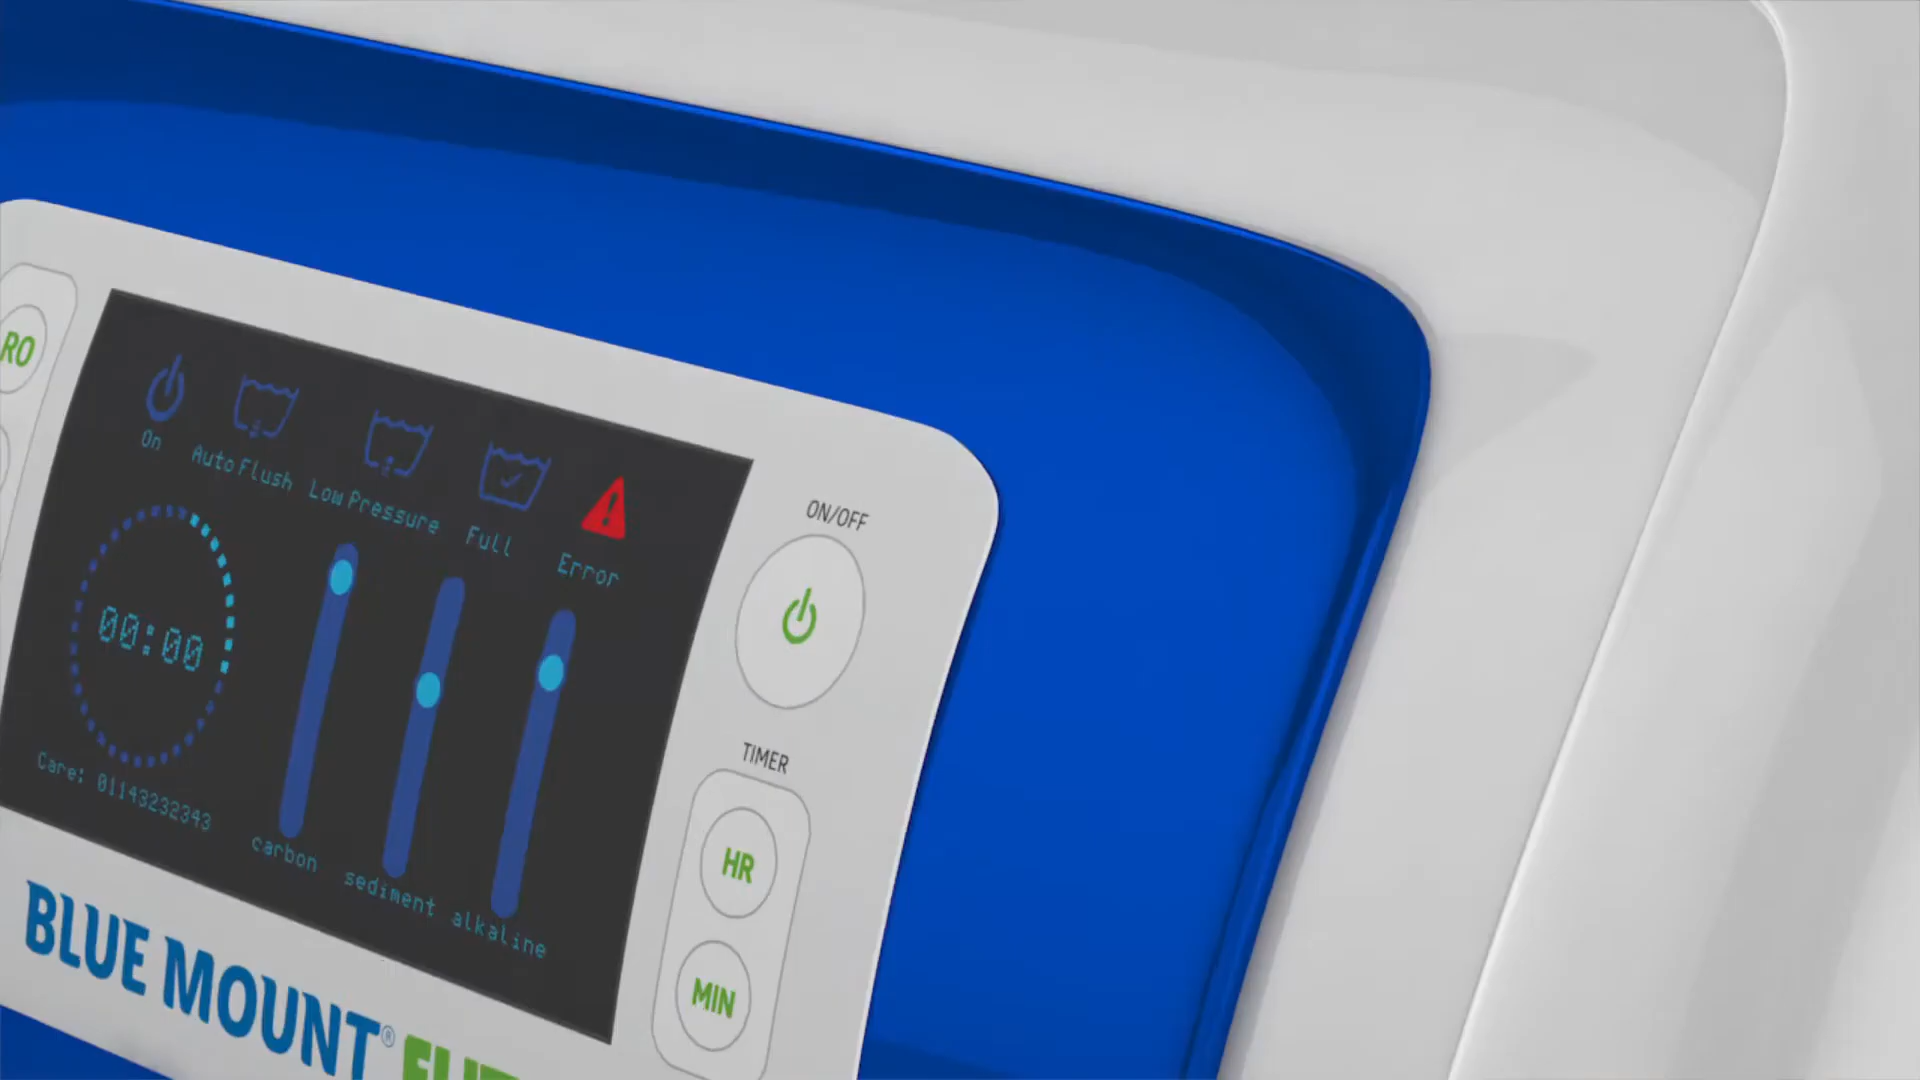 RO
On
Auto Flush
Low Pressure
Full
Error
00:00
Care: 01143232343
carbon
sediment
alkaline
ON/OFF
TIMER
HR
MIN
BLUE MOUNT®